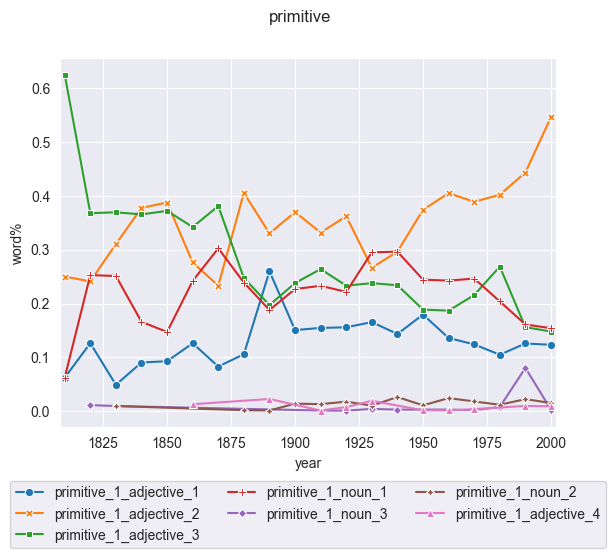 primitive
0.6
0.5
0.4
0.3
0.2
0.1
0.0
word%
1825 1850 1875 1900 1925 1950 1975 2000
year
primitive_1_adjective_1 primitive_1_noun_1 primitive_1_noun_2
primitive_1_adjective_2 primitive_1_noun_3 primitive_1_adjective_4
primitive_1_adjective_3